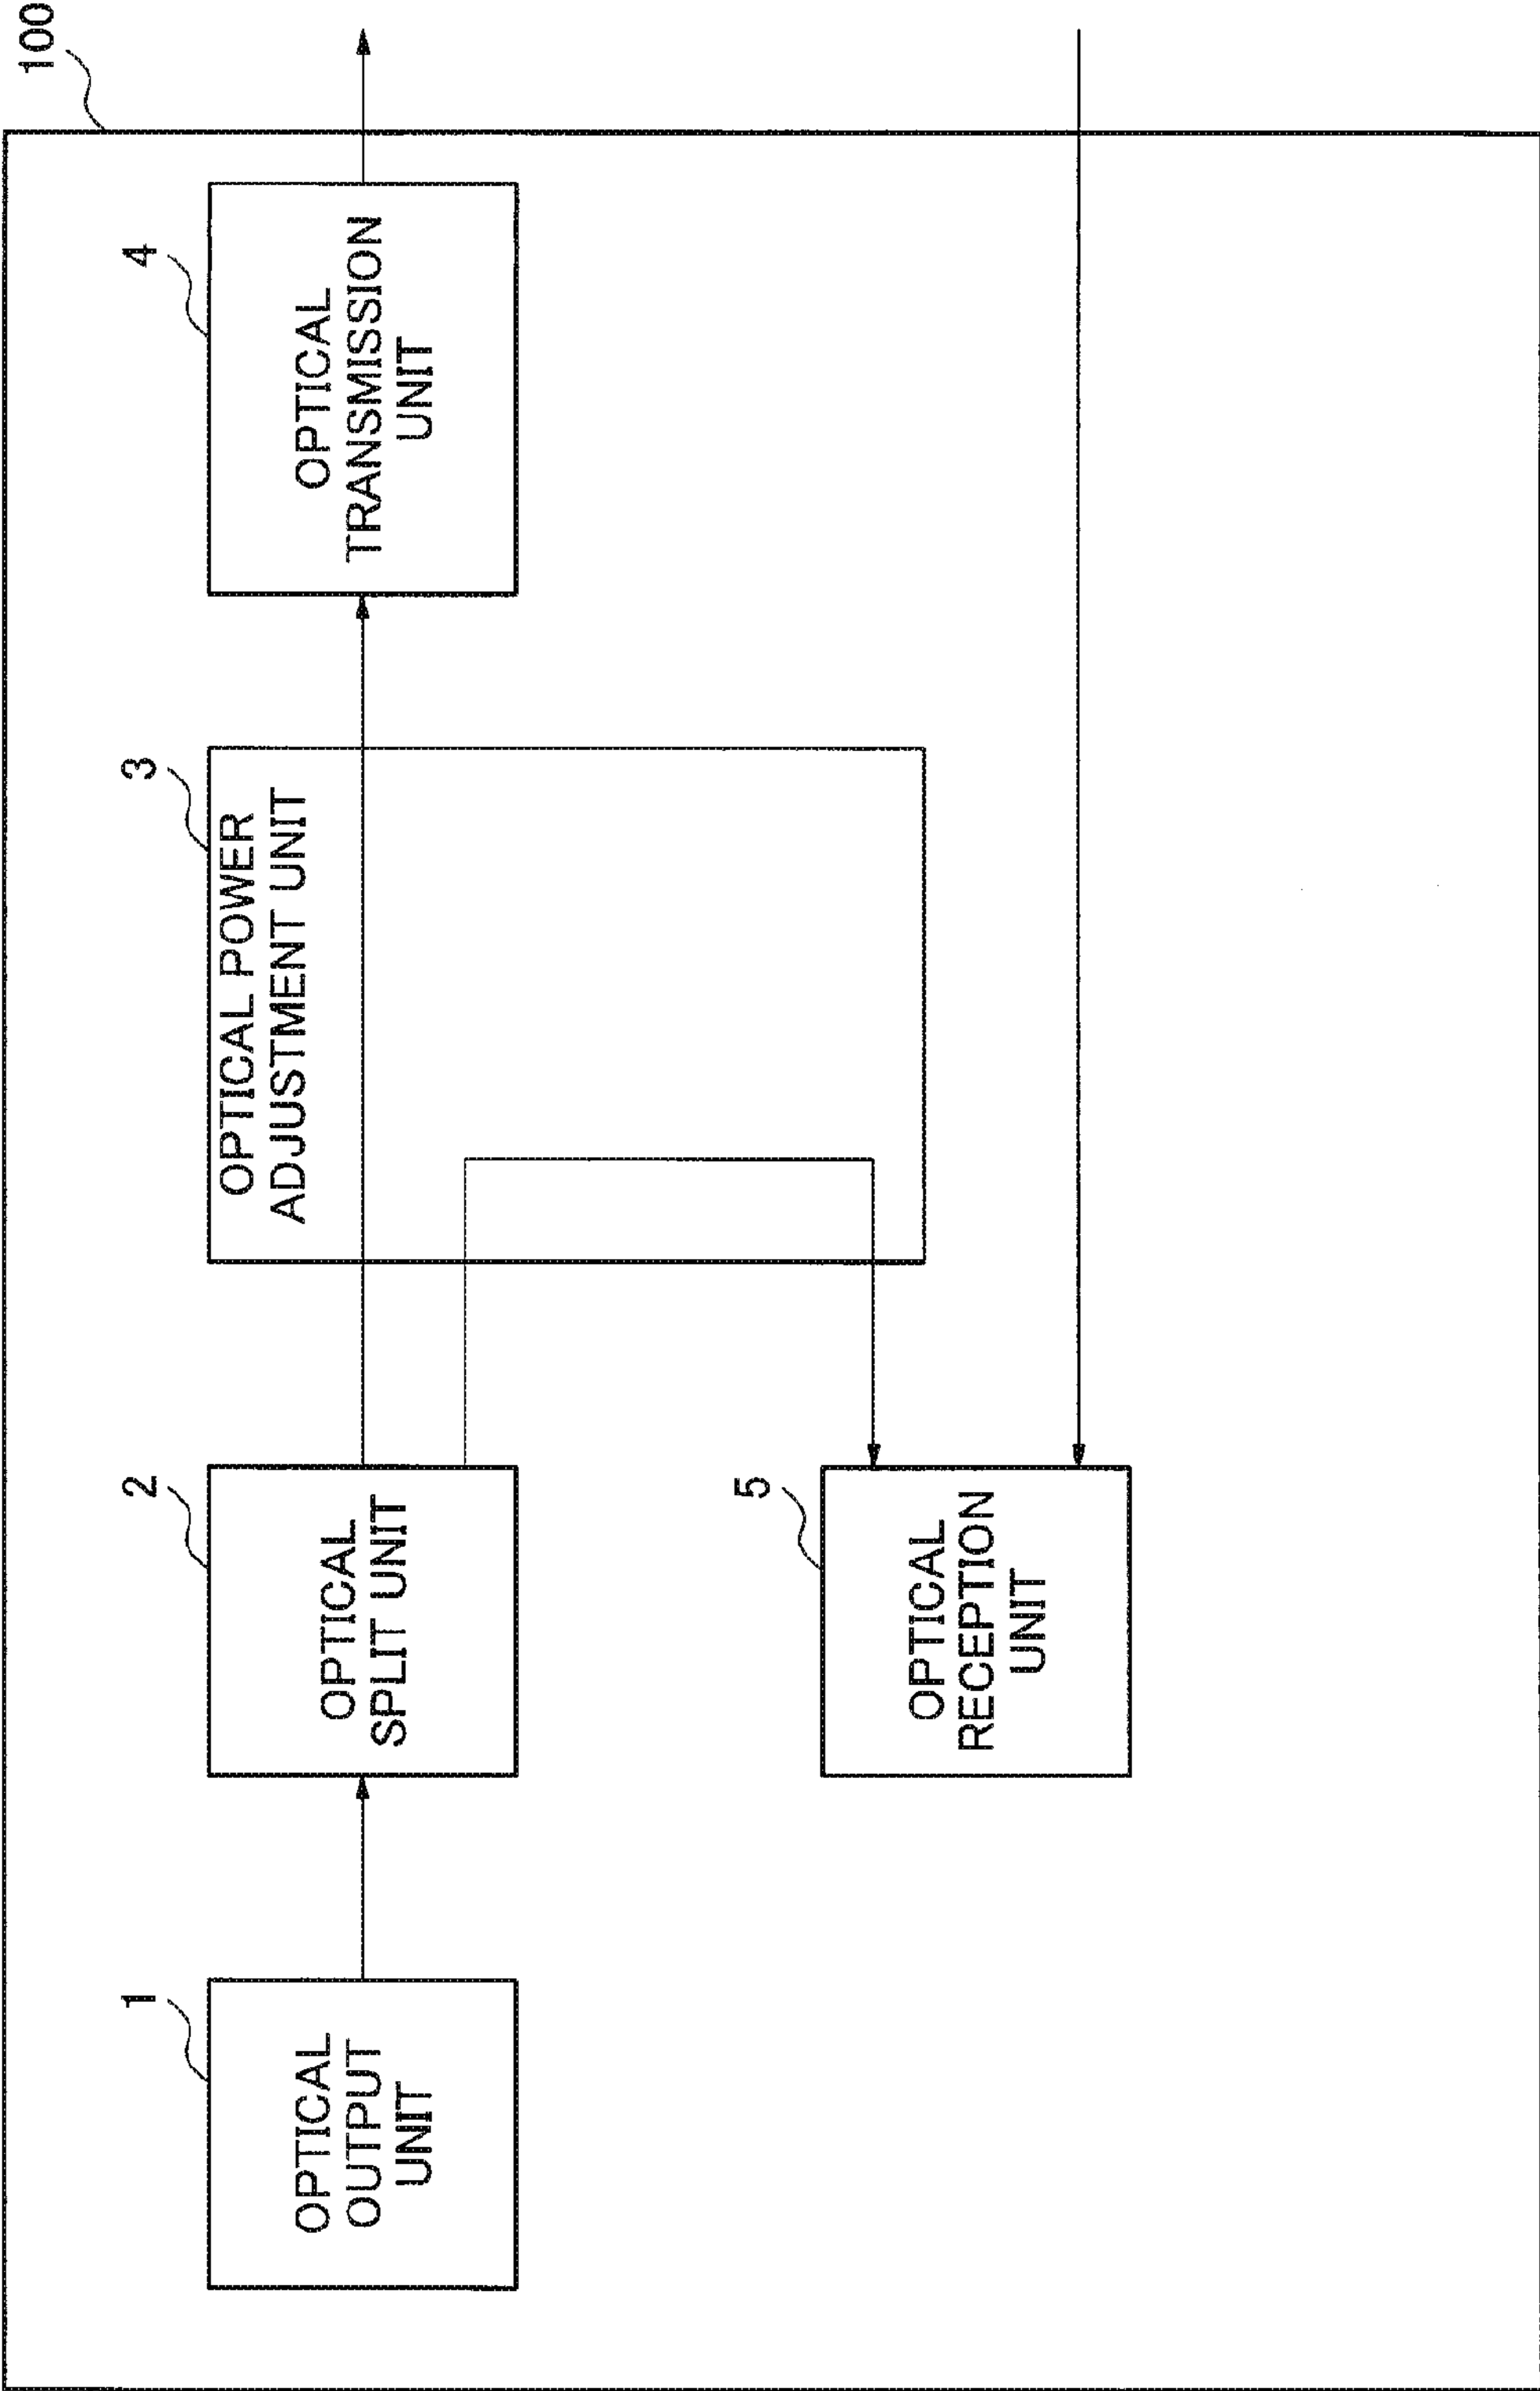 100
1
OPTICAL
OUTPUT
UNIT
2
OPTICAL
SPLIT UNIT
3
OPTICAL POWER
ADJUSTMENT UNIT
4
OPTICAL
TRANSMISSION
UNIT
5
OPTICAL
RECEPTION
UNIT